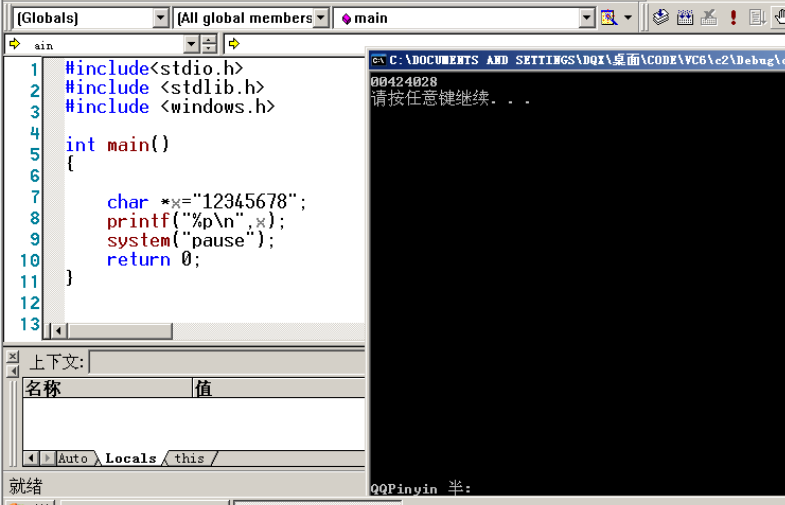 (Globals)
(All global members
main
ain
C:\DOCUMENTS AND SETTINGS\DQX\桌面\CODE\VC6\c2\Debug\c
1 #include<stdio.h>
2 #include <stdlib.h>
3 #include <windows.h>
4
5 int main()
6 {
7
8 char *x="12345678";
9 printf("%p\n",x);
10 system("pause");
11 return 0;
12 }
13
00424028
请按任意键继续. . .
上下文:
名称 值
Auto Locals this
就绪
QQPinyin 半: